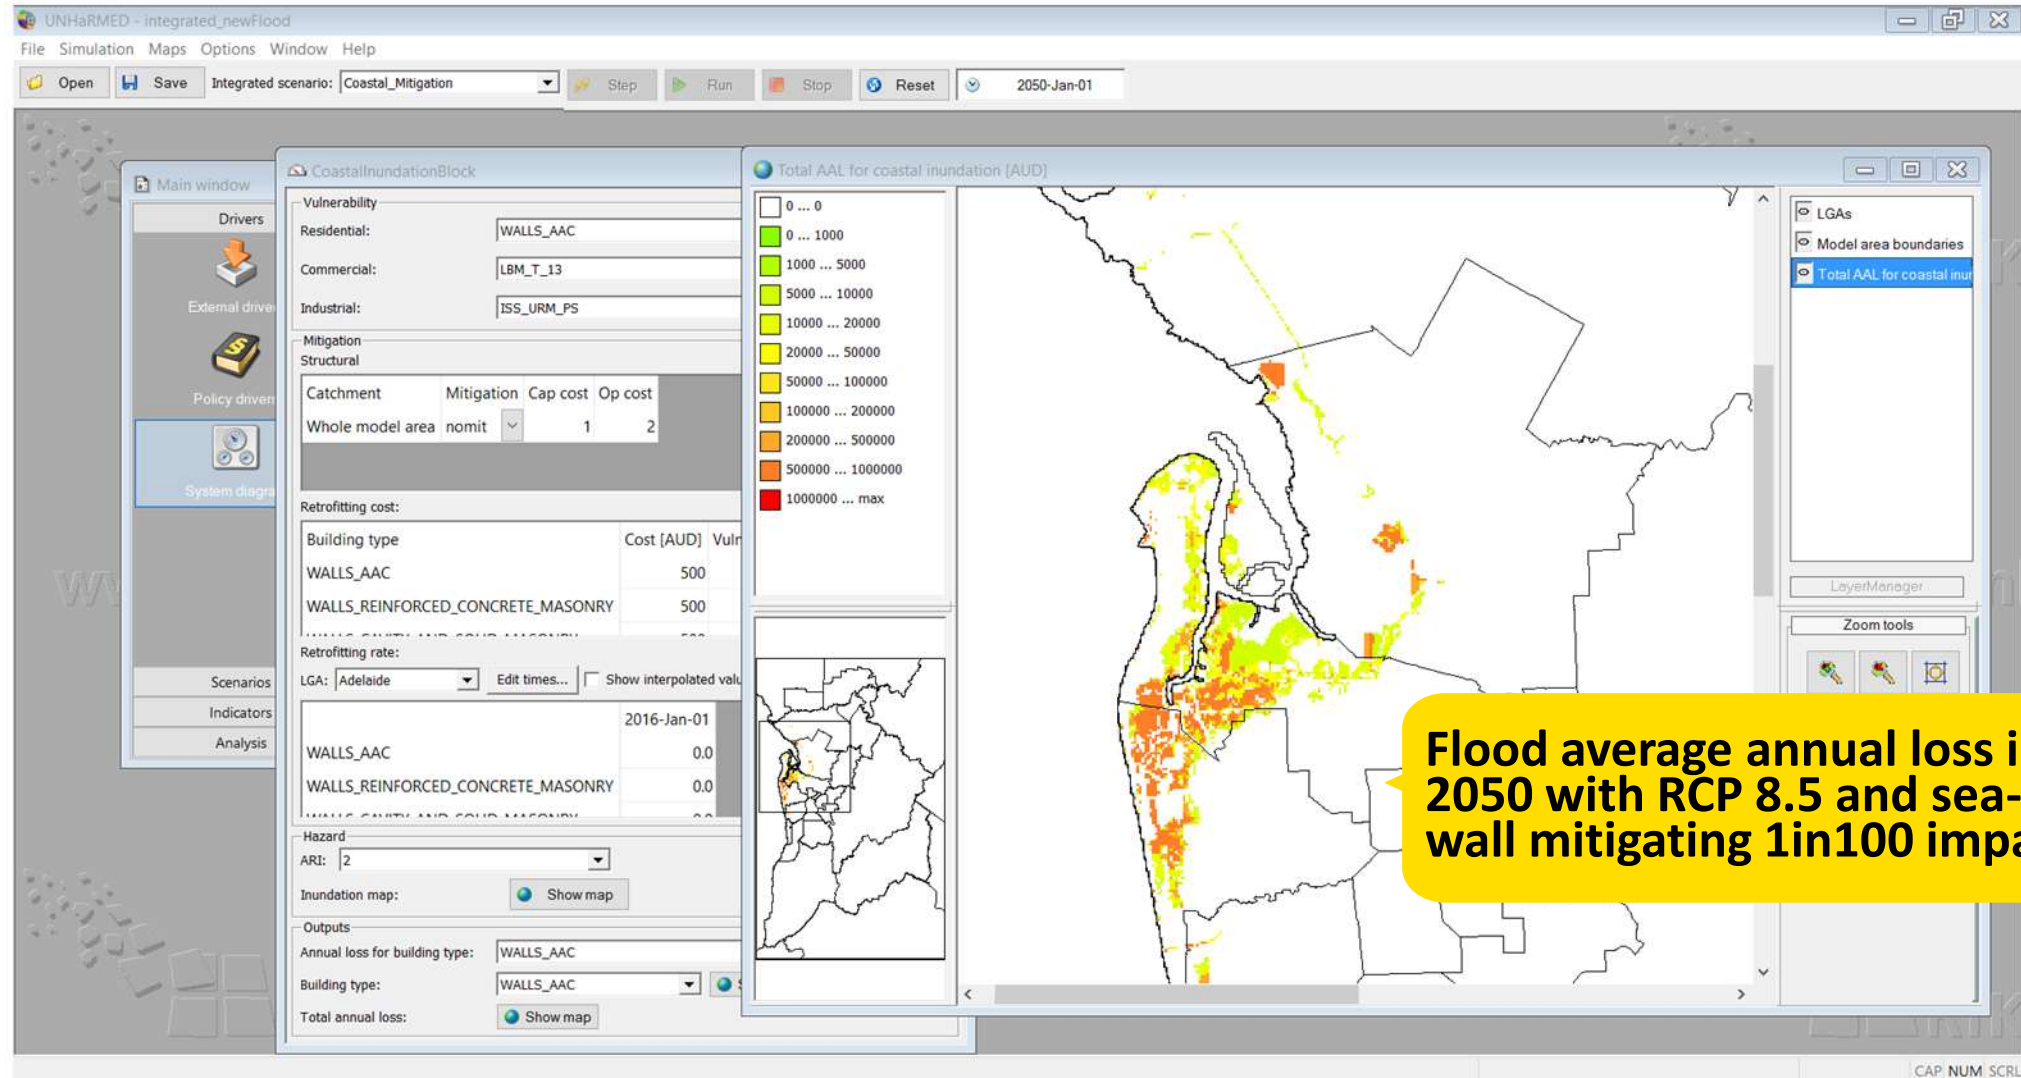 UNHaRMED - integrated_newFlood
File Simulation Maps Options Window Help
Open Save Integrated scenario: Coastal_Mitigation Step Run Stop Reset 2050-Jan-01
Main window
Drivers
External drive
Policy driver
System diagra
Scenarios
Indicators
Analysis
CoastalInundationBlock
Vulnerability
Residential: WALLS_AAC
Commercial: LBM_T_13
Industrial: ISS_URM_PS
Mitigation
Structural
Catchment Mitigation Cap cost Op cost
Whole model area nomit 1 2
Retrofitting cost:
Building type Cost [AUD] Vuln
WALLS_AAC 500
WALLS_REINFORCED_CONCRETE_MASONRY 500
WALLS_CAVITY_AND_SOLID_MASONRY 500
Retrofitting rate:
LGA: Adelaide Edit times... Show interpolated valu
2016-Jan-01
WALLS_AAC 0.0
WALLS_REINFORCED_CONCRETE_MASONRY 0.0
WALLS_CAVITY_AND_SOLID_MASONRY 0.0
Hazard
ARI: 2
Inundation map: Show map
Outputs
Annual loss for building type: WALLS_AAC
Building type: WALLS_AAC
Total annual loss: Show map
Total AAL for coastal inundation [AUD]
0 ... 0
0 ... 1000
1000 ... 5000
5000 ... 10000
10000 ... 20000
20000 ... 50000
50000 ... 100000
100000 ... 200000
200000 ... 500000
500000 ... 1000000
1000000 ... max
LGAs
Model area boundaries
Total AAL for coastal inur
LayerManager
Zoom tools
Flood average annual loss i
2050 with RCP 8.5 and sea-
wall mitigating 1in100 impa
CAP NUM SCRL